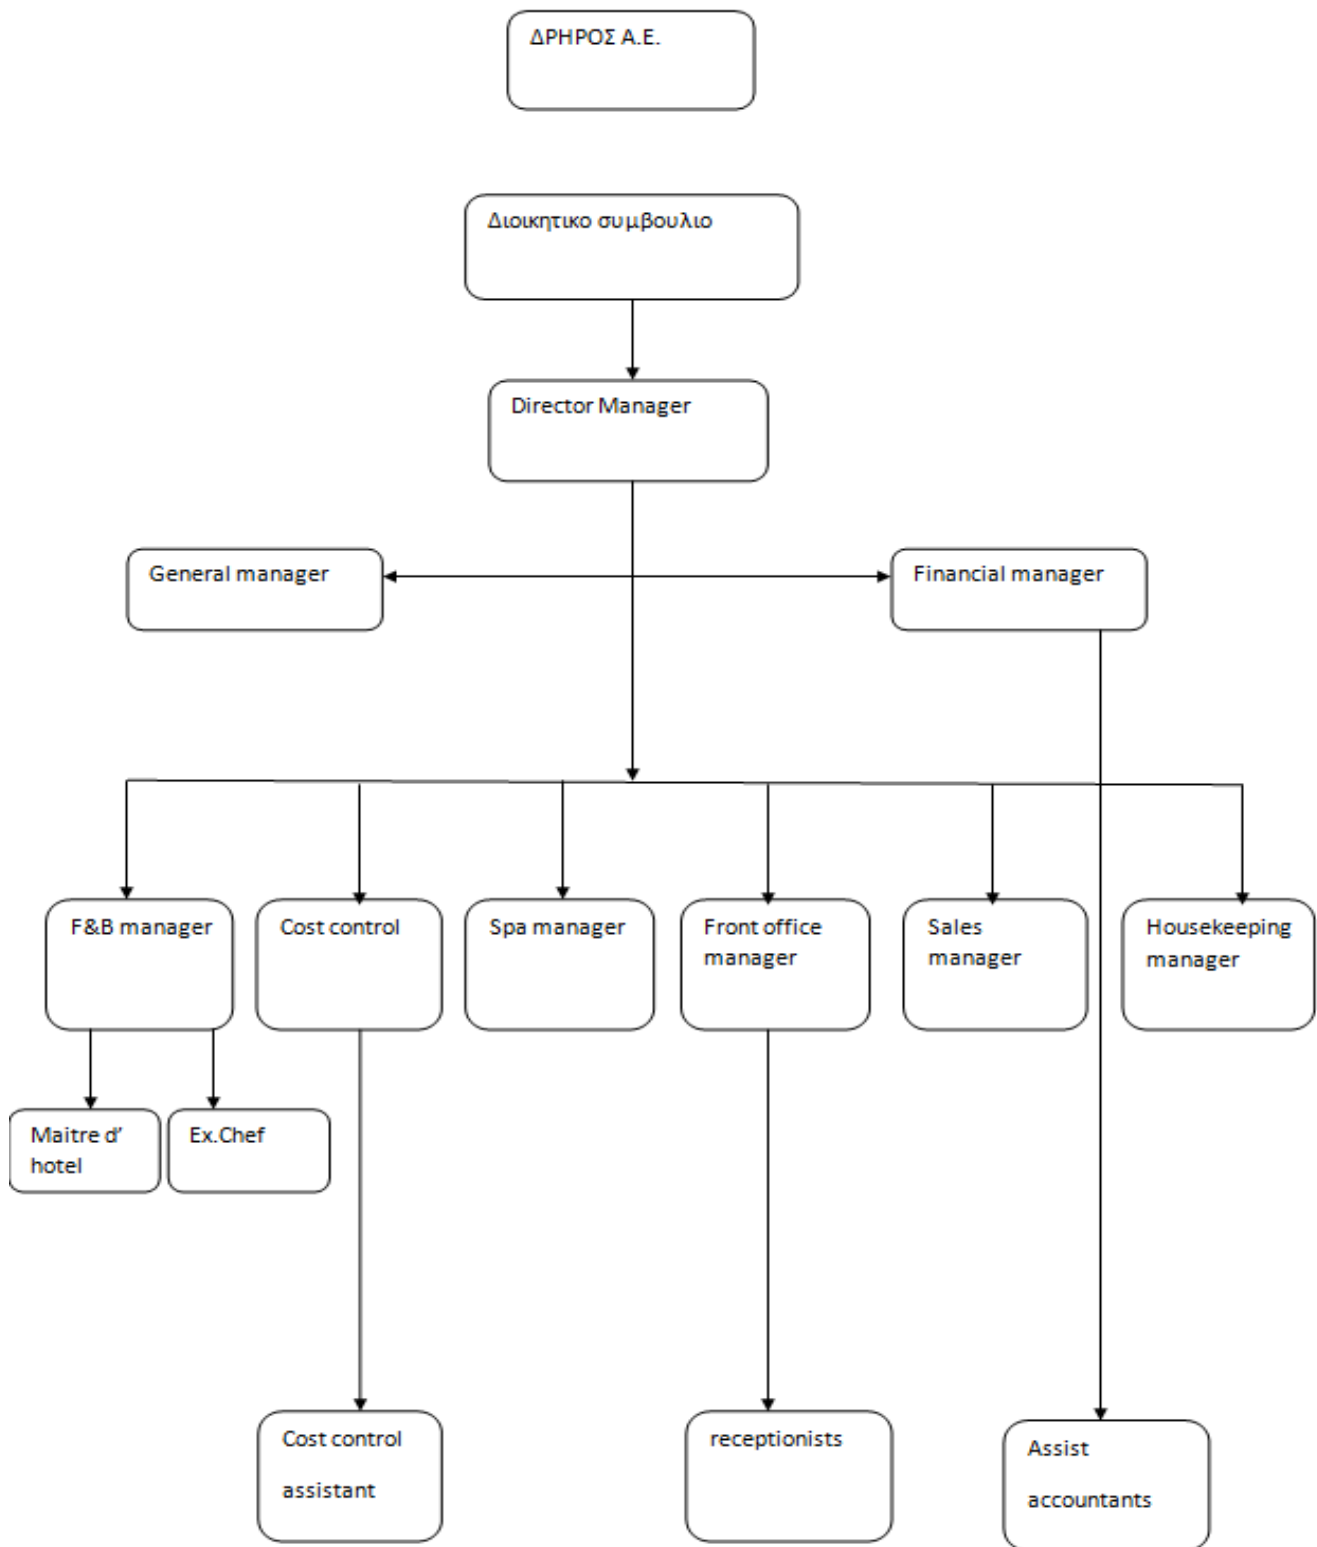 ΔΡΗΡΟΣ Α.Ε.
Διοικητικο συμβουλιο
Director Manager
General manager
Financial manager
F&B manager
Cost control
Spa manager
Front office
manager
Sales
manager
Housekeeping
manager
Maitre d’
hotel
Ex.Chef
Cost control
assistant
receptionists
Assist
accountants